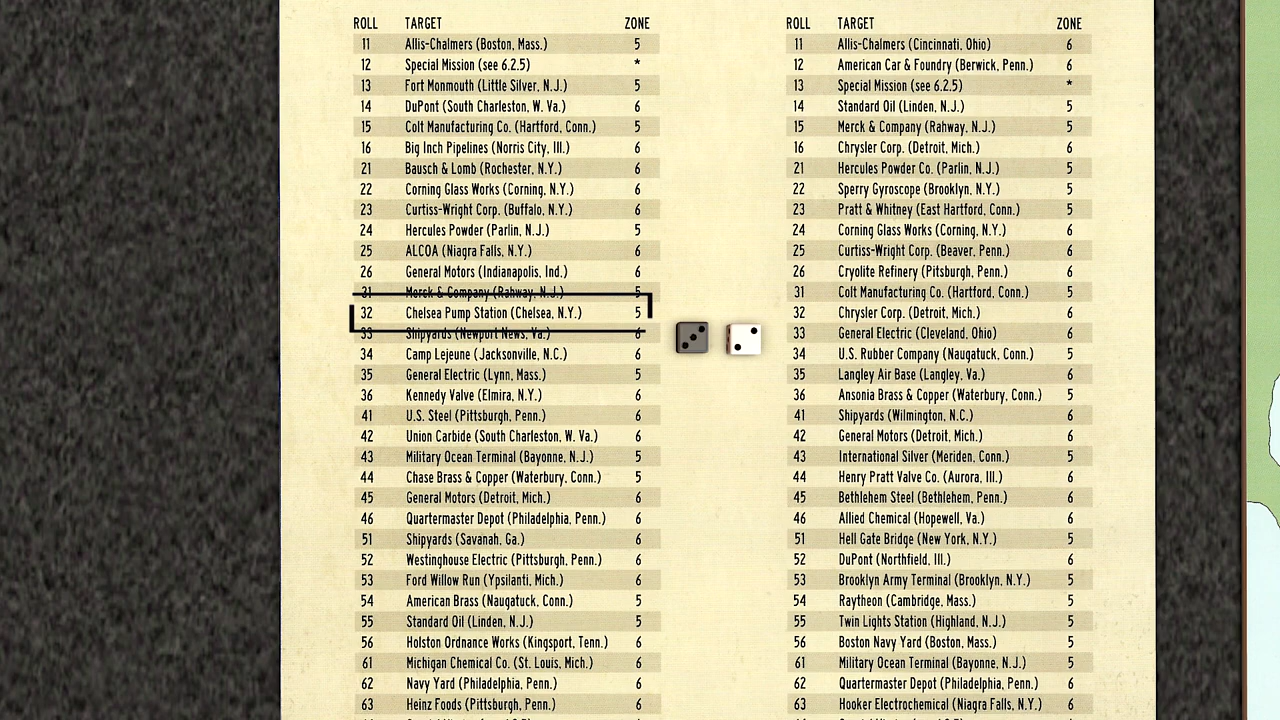 ROLL TARGET ZONE
11 Allis-Chalmers (Boston, Mass.) 5
12 Special Mission (see 6.2.5) *
13 Fort Monmouth (Little Silver, N.J.) 5
14 DuPont (South Charleston, W. Va.) 6
15 Colt Manufacturing Co. (Hartford, Conn.) 5
16 Big Inch Pipelines (Norris City, Ill.) 6
21 Bausch & Lomb (Rochester, N.Y.) 6
22 Corning Glass Works (Corning, N.Y.) 6
23 Curtiss-Wright Corp. (Buffalo, N.Y.) 6
24 Hercules Powder (Parlin, N.J.) 5
25 ALCOA (Niagra Falls, N.Y.) 6
26 General Motors (Indianapolis, Ind.) 6
31 Merck & Company (Rahway, N.J.) 5
32 Chelsea Pump Station (Chelsea, N.Y.) 5
33 Shipyards (Newport News, Va.) 6
34 Camp Lejeune (Jacksonville, N.C.) 6
35 General Electric (Lynn, Mass.) 5
36 Kennedy Valve (Elmira, N.Y.) 6
41 U.S. Steel (Pittsburgh, Penn.) 6
42 Union Carbide (South Charleston, W. Va.) 6
43 Military Ocean Terminal (Bayonne, N.J.) 5
44 Chase Brass & Copper (Waterbury, Conn.) 5
45 General Motors (Detroit, Mich.) 6
46 Quartermaster Depot (Philadelphia, Penn.) 6
51 Shipyards (Savanah, Ga.) 6
52 Westinghouse Electric (Pittsburgh, Penn.) 6
53 Ford Willow Run (Ypsilanti, Mich.) 6
54 American Brass (Naugatuck, Conn.) 5
55 Standard Oil (Linden, N.J.) 5
56 Holston Ordnance Works (Kingsport, Tenn.) 6
61 Michigan Chemical Co. (St. Louis, Mich.) 6
62 Navy Yard (Philadelphia, Penn.) 6
63 Heinz Foods (Pittsburgh, Penn.) 6
ROLL TARGET ZONE
11 Allis-Chalmers (Cincinnati, Ohio) 6
12 American Car & Foundry (Berwick, Penn.) 6
13 Special Mission (see 6.2.5) *
14 Standard Oil (Linden, N.J.) 5
15 Merck & Company (Rahway, N.J.) 5
16 Chrysler Corp. (Detroit, Mich.) 6
21 Hercules Powder Co. (Parlin, N.J.) 5
22 Sperry Gyroscope (Brooklyn, N.Y.) 5
23 Pratt & Whitney (East Hartford, Conn.) 5
24 Corning Glass Works (Corning, N.Y.) 6
25 Curtiss-Wright Corp. (Beaver, Penn.) 6
26 Cryolite Refinery (Pitsburgh, Penn.) 6
31 Colt Manufacturing Co. (Hartford, Conn.) 5
32 Chrysler Corp. (Detroit, Mich.) 6
33 General Electric (Cleveland, Ohio) 6
34 U.S. Rubber Company (Naugatuck, Conn.) 5
35 Langley Air Base (Langley, Va.) 6
36 Ansonia Brass & Copper (Waterbury, Conn.) 5
41 Shipyards (Wilmington, N.C.) 6
42 General Motors (Detroit, Mich.) 6
43 International Silver (Meriden, Conn.) 5
44 Henry Pratt Valve Co. (Aurora, Ill.) 6
45 Bethlehem Steel (Bethlehem, Penn.) 6
46 Allied Chemical (Hopewell, Va.) 6
51 Hell Gate Bridge (New York, N.Y.) 5
52 DuPont (Northfield, Ill.) 6
53 Brooklyn Army Terminal (Brooklyn, N.Y.) 5
54 Raytheon (Cambridge, Mass.) 5
55 Twin Lights Station (Highland, N.J.) 5
56 Boston Navy Yard (Boston, Mass.) 5
61 Military Ocean Terminal (Bayonne, N.J.) 5
62 Quartermaster Depot (Philadelphia, Penn.) 6
63 Hooker Electrochemical (Niagra Falls, N.Y.) 6